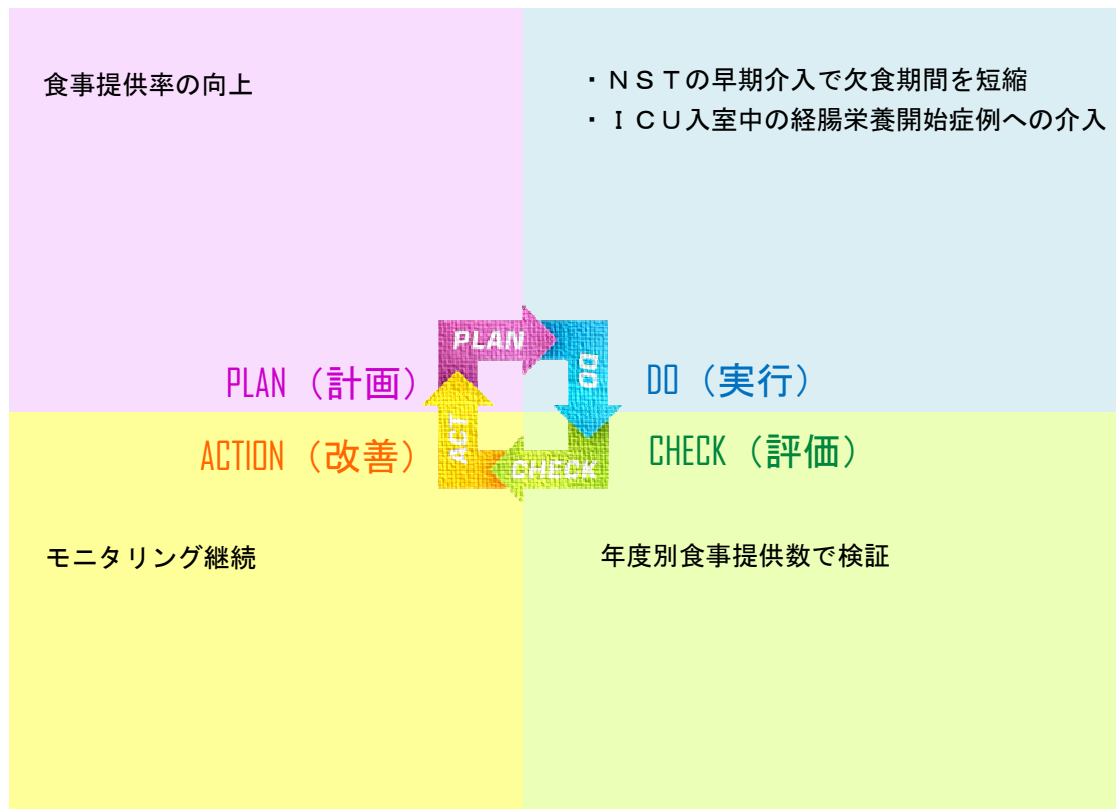 食事提供率の向上
・ＮＳＴの早期介入で欠食期間を短縮
・ＩＣＵ入室中の経腸栄養開始症例への介入
PLAN
DO
PLAN（計画）
DO（実行）
ACT
CHECK
ACTION（改善）
CHECK（評価）
モニタリング継続
年度別食事提供数で検証